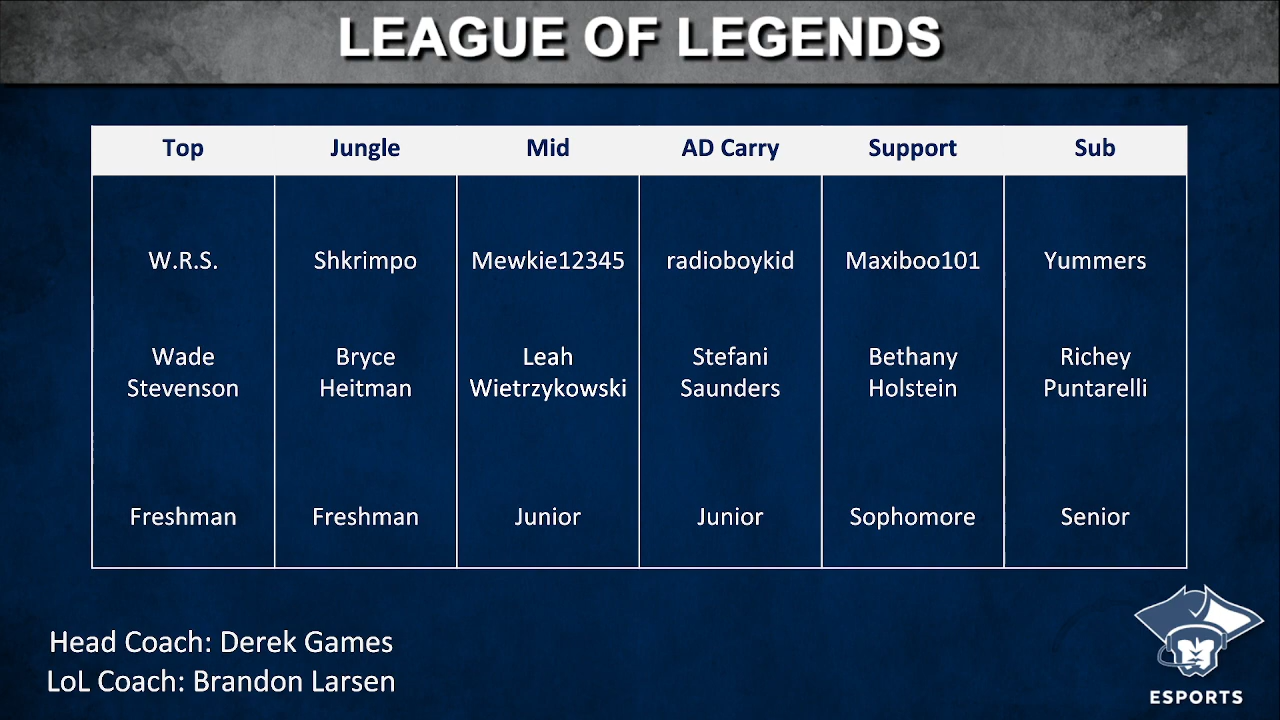 LEAGUE OF LEGENDS
Top Jungle Mid AD Carry Support Sub
W.R.S. Shkrimpo Mewkie12345 radioboykid Maxiboo101 Yummers
Wade Bryce Leah Stefani Bethany Richey
Stevenson Heitman Wietrzykowski Saunders Holstein Puntarelli
Freshman Freshman Junior Junior Sophomore Senior
Head Coach: Derek Games
LoL Coach: Brandon Larsen
ESPORTS